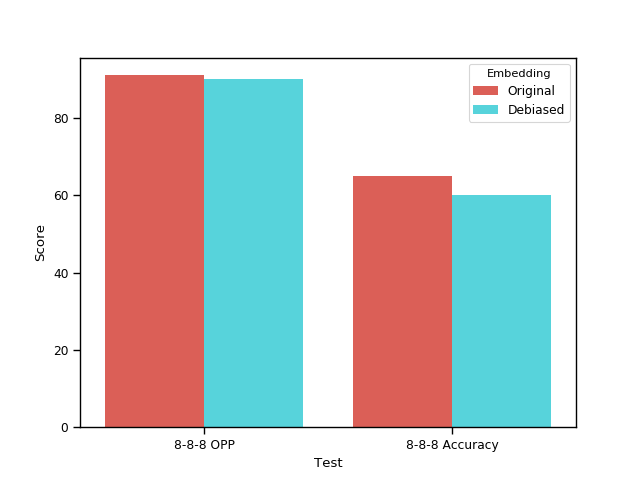 Embedding
Original
Debiased
80
60
40
20
0
Score
8-8-8 OPP
8-8-8 Accuracy
Test